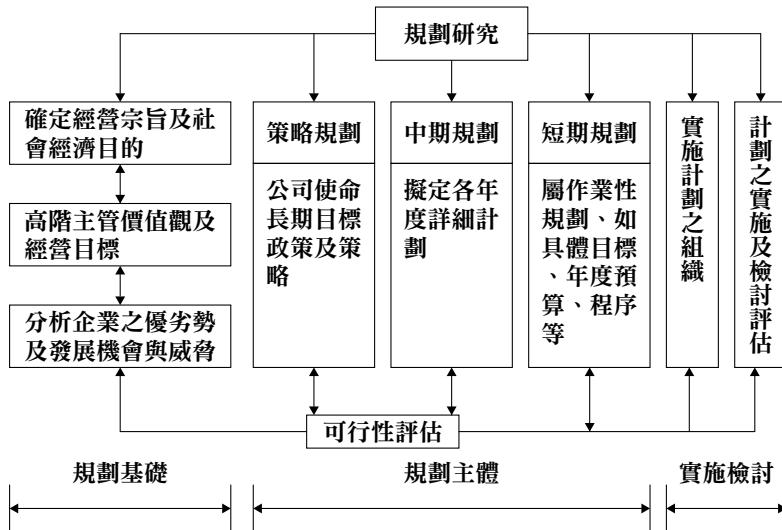 規劃研究
確定經營宗旨及社
會經濟目的
高階主管價值觀及
經營目標
分析企業之優劣勢
及發展機會與威脅
策略規劃
公司使命
長期目標
政策及策
略
中期規劃
擬定各年
度詳細計
劃
短期規劃
屬作業性
規劃、如
具體目標
、年度預
算、程序
等
實施計劃之組織
計劃之實施及檢討評估
可行性評估
規劃基礎
規劃主體
實施檢討